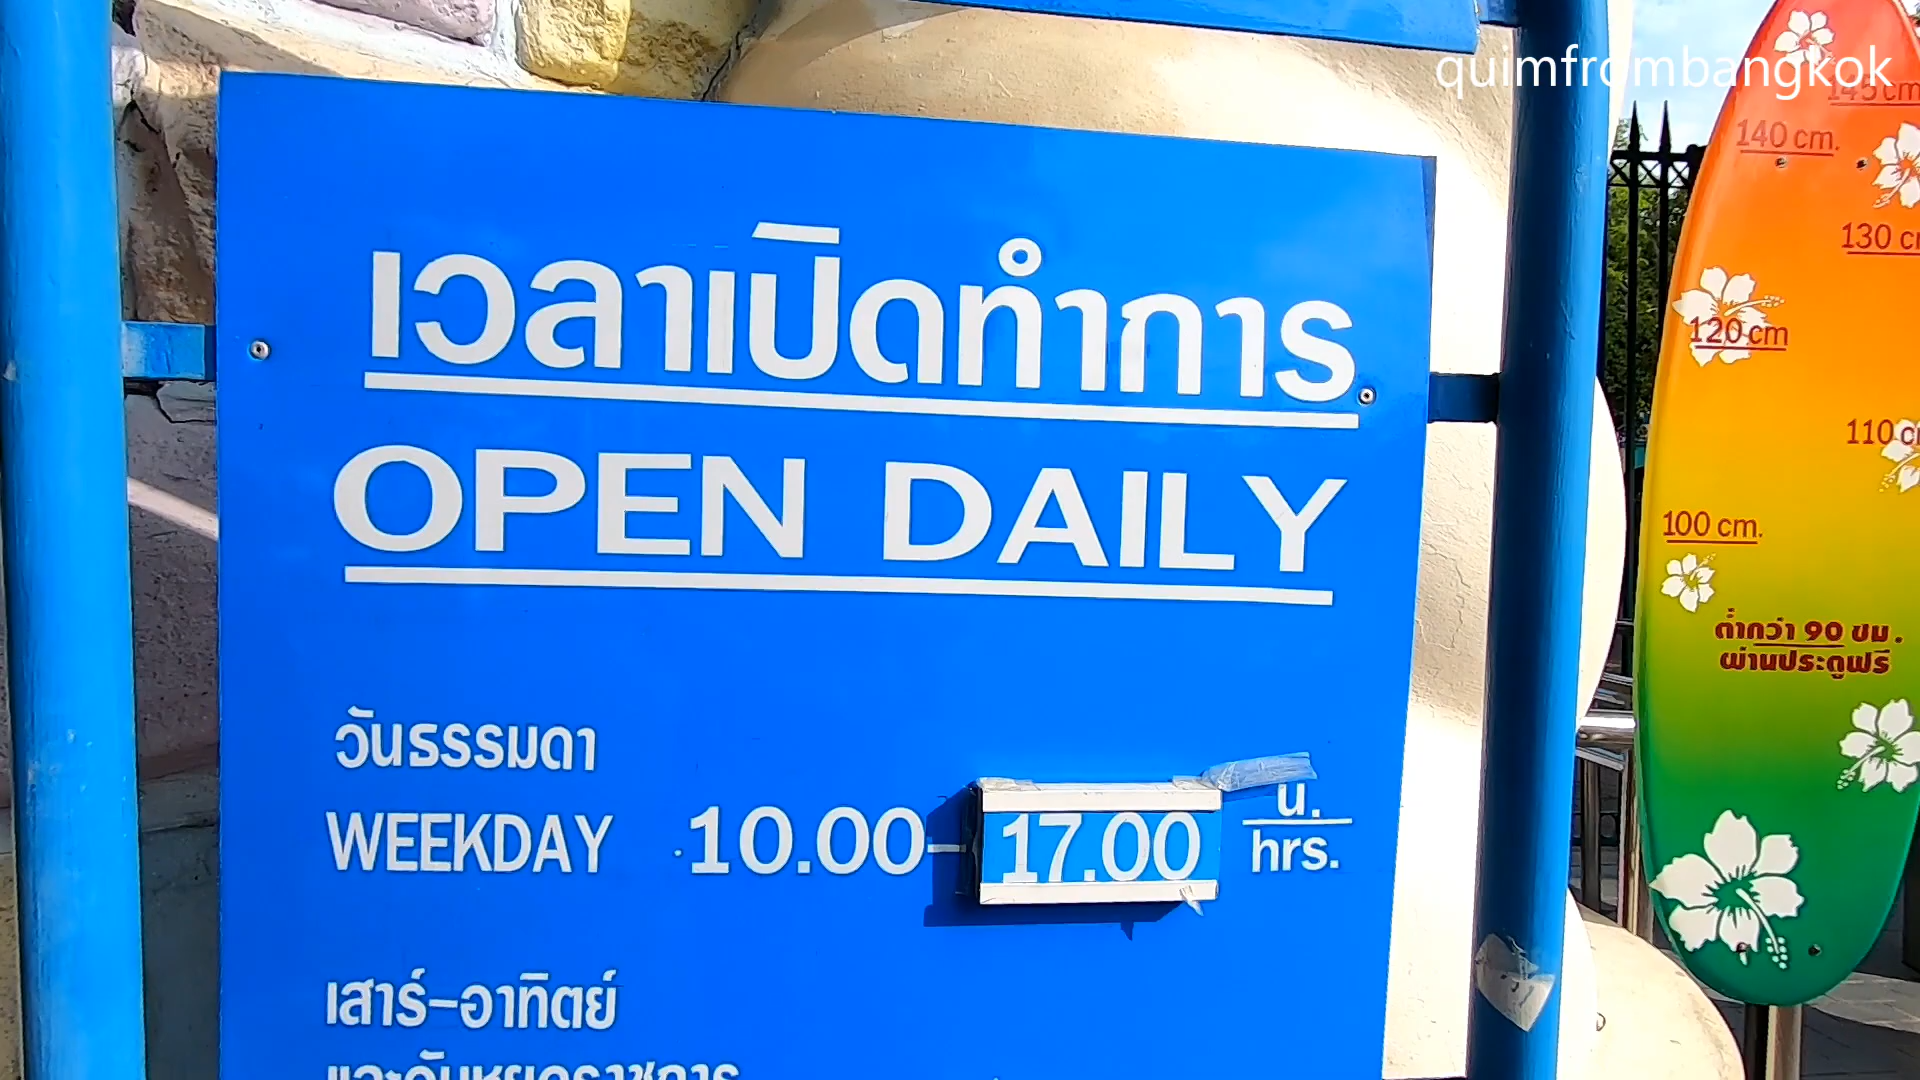 quimfrombangkok
เวลาเปิดทำการ
OPEN DAILY
วันธรรมดา
WEEKDAY 10.00-17.00 น./hrs.
เสาร์-อาทิตย์
และวันหยุดราชการ
145 cm
140 cm.
130 c
120 cm
110 c
100 cm.
ต่ำกว่า 90 ซม.
ผ่านประตูฟรี